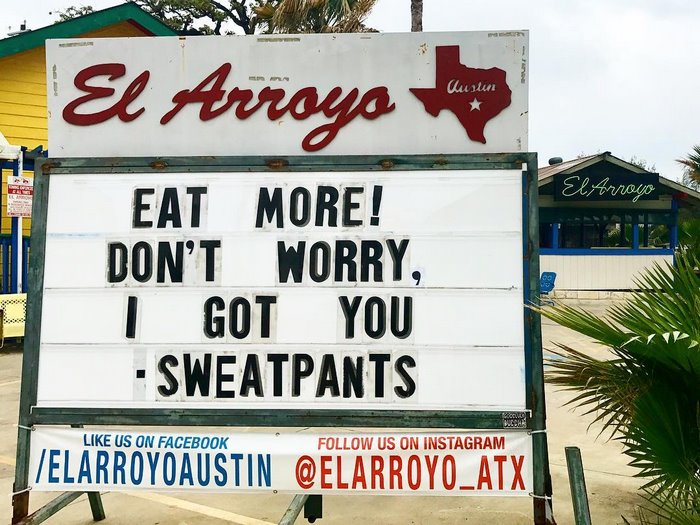 El Arroyo
Austin
EAT MORE!
DON'T WORRY,
I GOT YOU
-SWEATPANTS
LIKE US ON FACEBOOK
/ELARROYOAUSTIN
FOLLOW US ON INSTAGRAM
@ELARROYO_ATX
El Arroyo